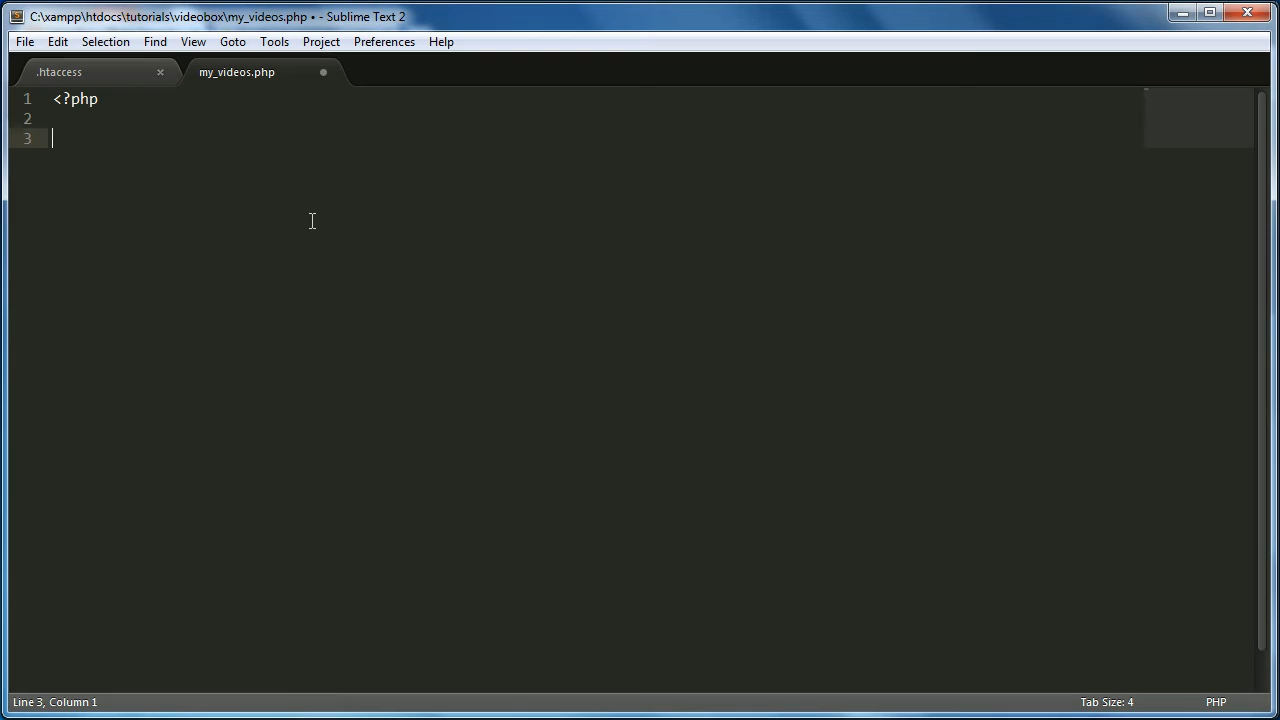 C:\xampp\htdocs\tutorials\videobox\my_videos.php • - Sublime Text 2
File Edit Selection Find View Goto Tools Project Preferences Help
.htaccess × my_videos.php
1 <?php
2
3
Line 3, Column 1 Tab Size: 4 PHP